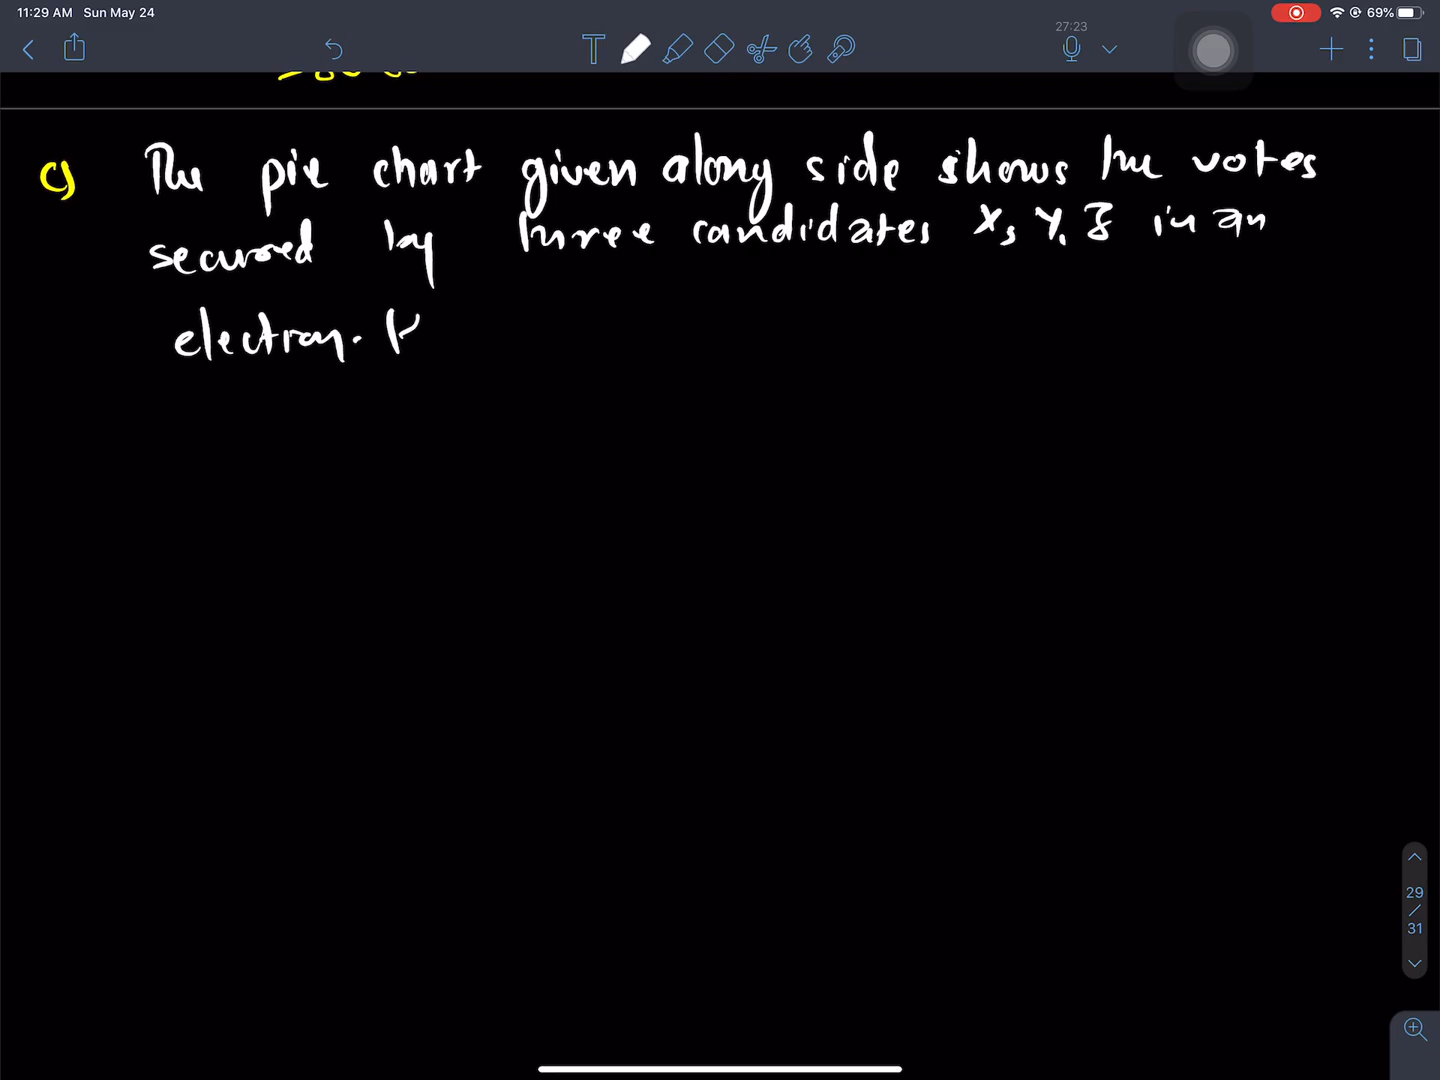 11:29 AM Sun May 24
69%
27:23
T
c)
The pie chart given along side shows the votes
secured by three candidates X, Y, Z in an
election.
29
/
31